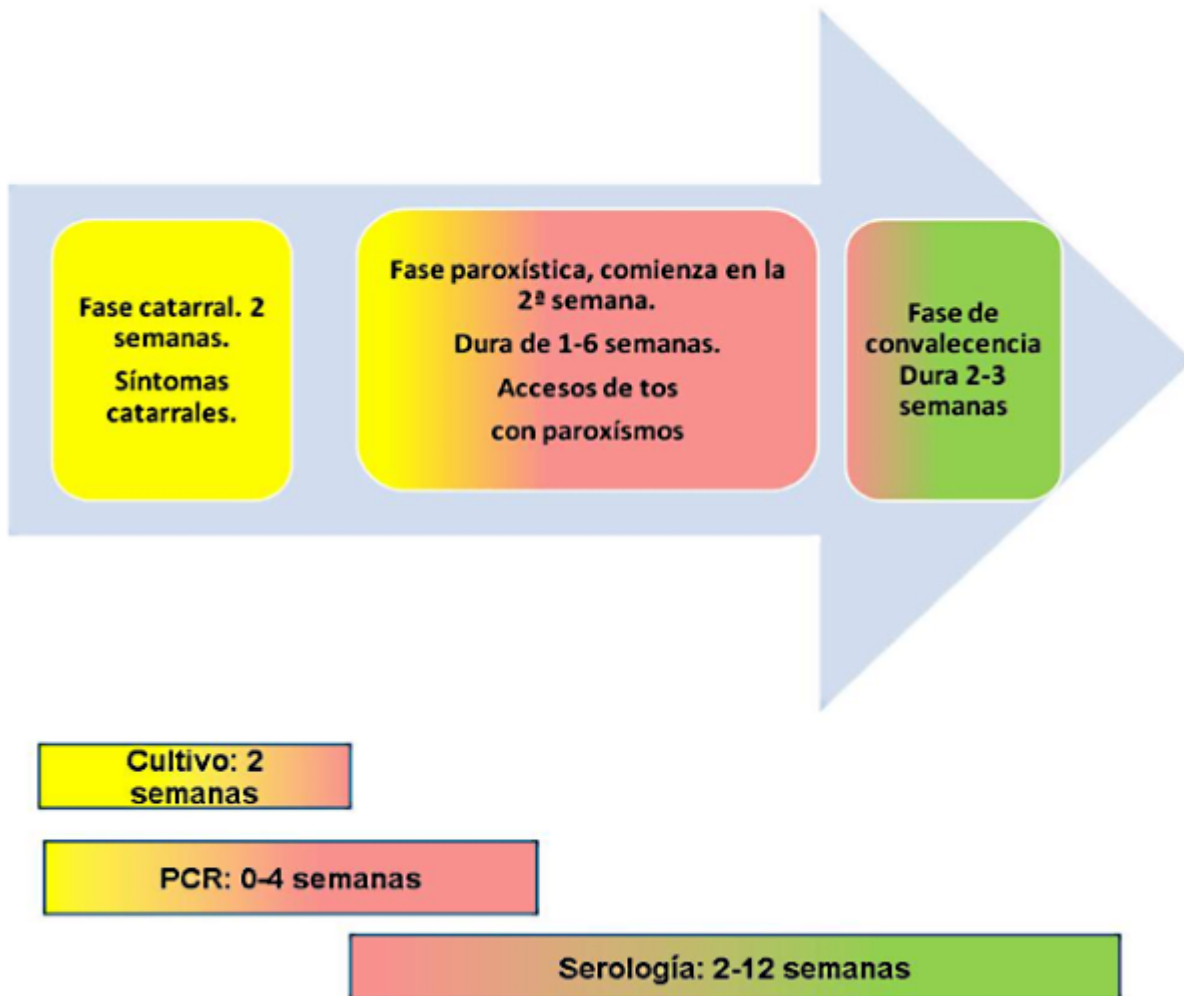 Fase catarral. 2
semanas.
Síntomas
catarrales.
Fase paroxística, comienza en la
2ª semana.
Dura de 1-6 semanas.
Accesos de tos
con paroxísmos
Fase de
convalecencia
Dura 2-3
semanas
Cultivo: 2
semanas
PCR: 0-4 semanas
Serología: 2-12 semanas